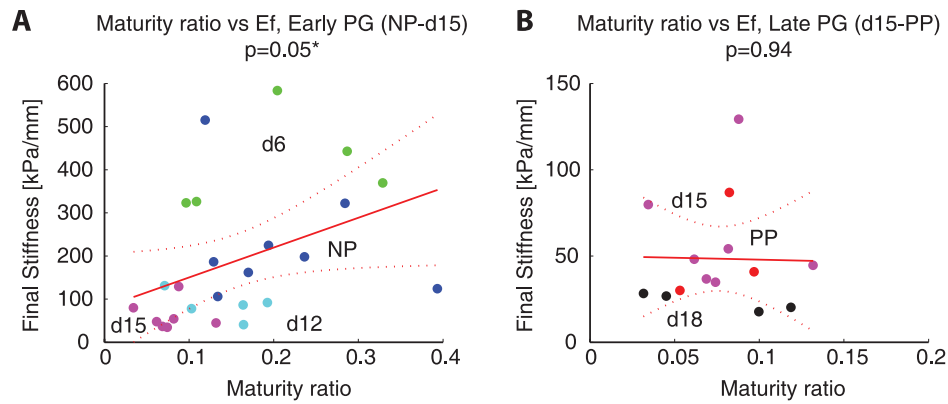 A
Maturity ratio vs Ef, Early PG (NP-d15)
p=0.05*
600
500
400
300
200
100
0
Final Stiffness [kPa/mm]
d6
NP
d15
d12
0
0.1
0.2
0.3
0.4
Maturity ratio
B
Maturity ratio vs Ef, Late PG (d15-PP)
p=0.94
150
100
50
0
Final Stiffness [kPa/mm]
d15
PP
d18
0
0.05
0.1
0.15
0.2
Maturity ratio